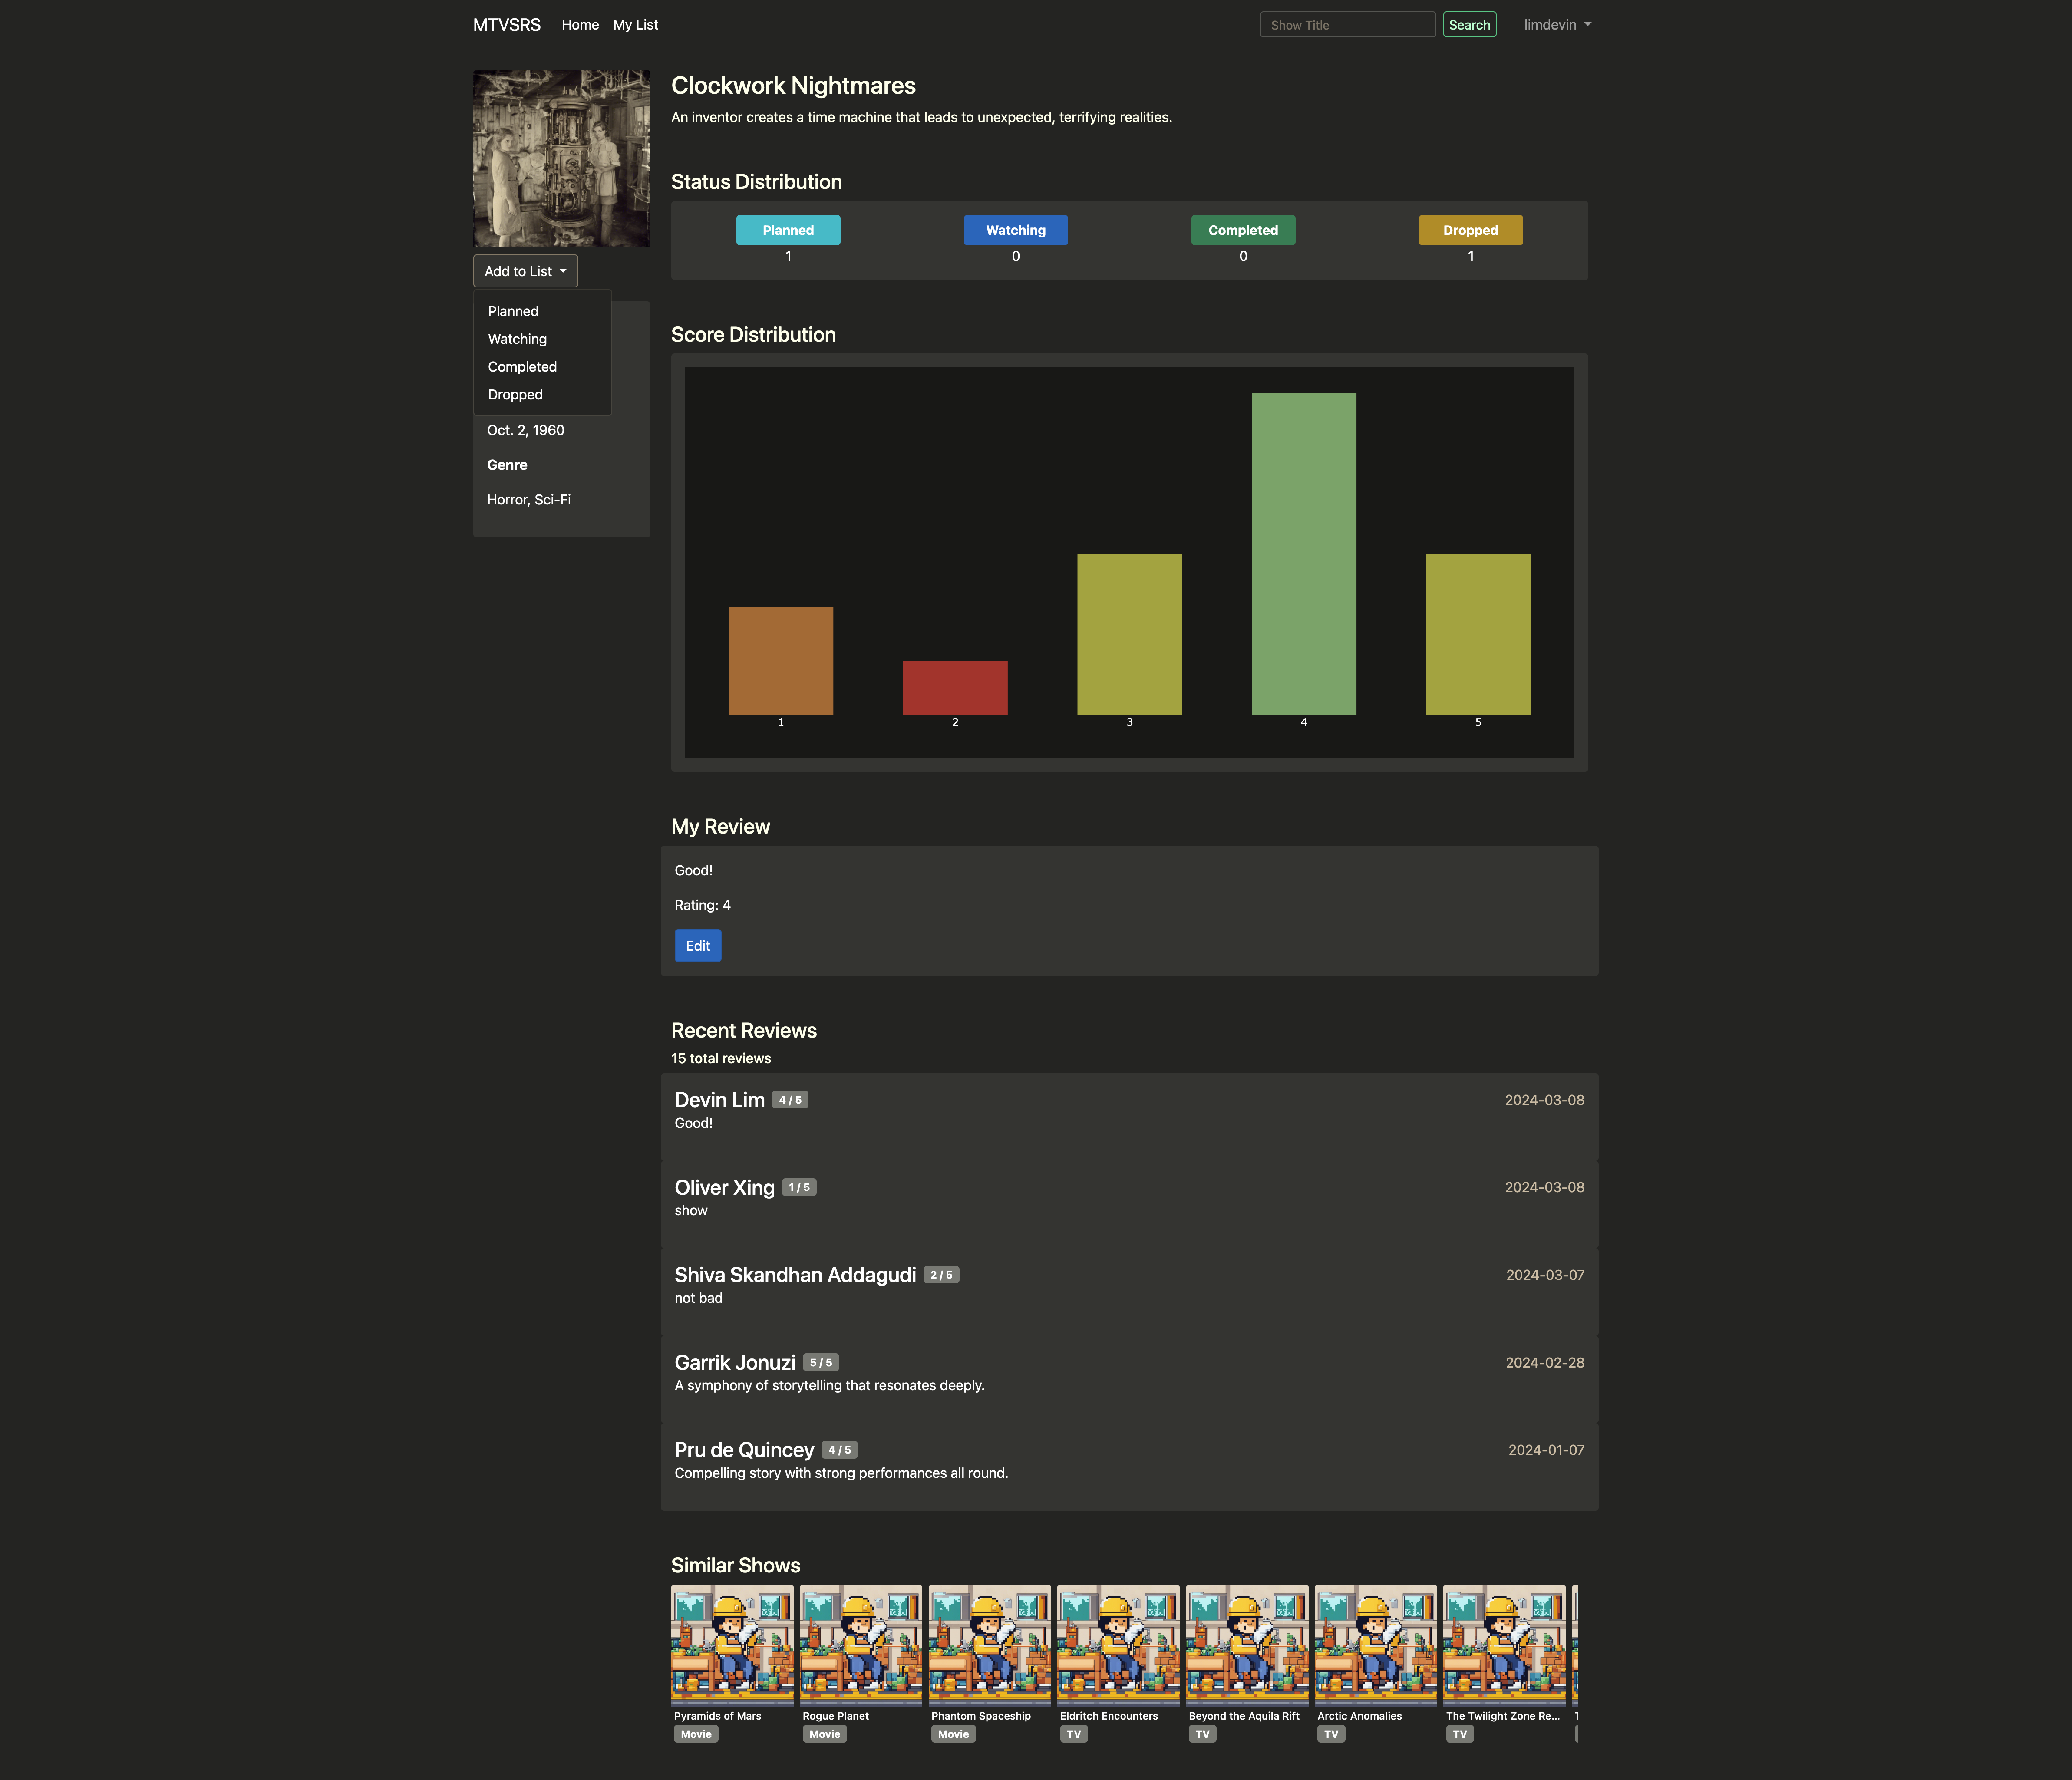 MTVSRS Home My List Show Title Search limdevin
Clockwork Nightmares
An inventor creates a time machine that leads to unexpected, terrifying realities.
Add to List
Planned
Watching
Completed
Dropped
Oct. 2, 1960
Genre
Horror, Sci-Fi
Status Distribution
Planned Watching Completed Dropped
1 0 0 1
Score Distribution
1 2 3 4 5
My Review
Good!
Rating: 4
Edit
Recent Reviews
15 total reviews
Devin Lim 4 / 5 2024-03-08
Good!
Oliver Xing 1 / 5 2024-03-08
show
Shiva Skandhan Addagudi 2 / 5 2024-03-07
not bad
Garrik Jonuzi 5 / 5 2024-02-28
A symphony of storytelling that resonates deeply.
Pru de Quincey 4 / 5 2024-01-07
Compelling story with strong performances all round.
Similar Shows
Pyramids of Mars Rogue Planet Phantom Spaceship Eldritch Encounters Beyond the Aquila Rift Arctic Anomalies The Twilight Zone Re...
Movie Movie Movie TV TV TV TV